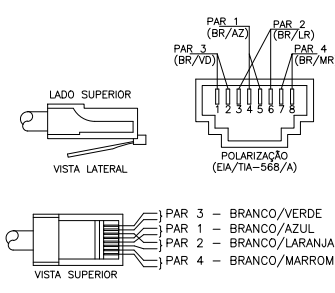 PAR 1
(BR/AZ)
PAR 2
(BR/LR)
PAR 3
(BR/VD)
PAR 4
(BR/MR
1 2 3 4 5 6 7 8
LADO SUPERIOR
VISTA LATERAL
POLARIZAÇÃO
(EIA/TIA-568/A)
PAR 3 - BRANCO/VERDE
PAR 1 - BRANCO/AZUL
PAR 2 - BRANCO/LARANJA
PAR 4 - BRANCO/MARROM
VISTA SUPERIOR